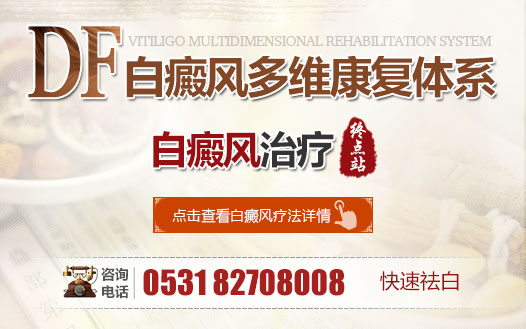 DF VITILIGO MULTIDIMENSIONAL REHABILITATION SYSTEM
白癜风多维康复体系
白癜风治疗 终点站
点击查看白癜风疗法详情
咨询电话 0531 82708008 快速祛白